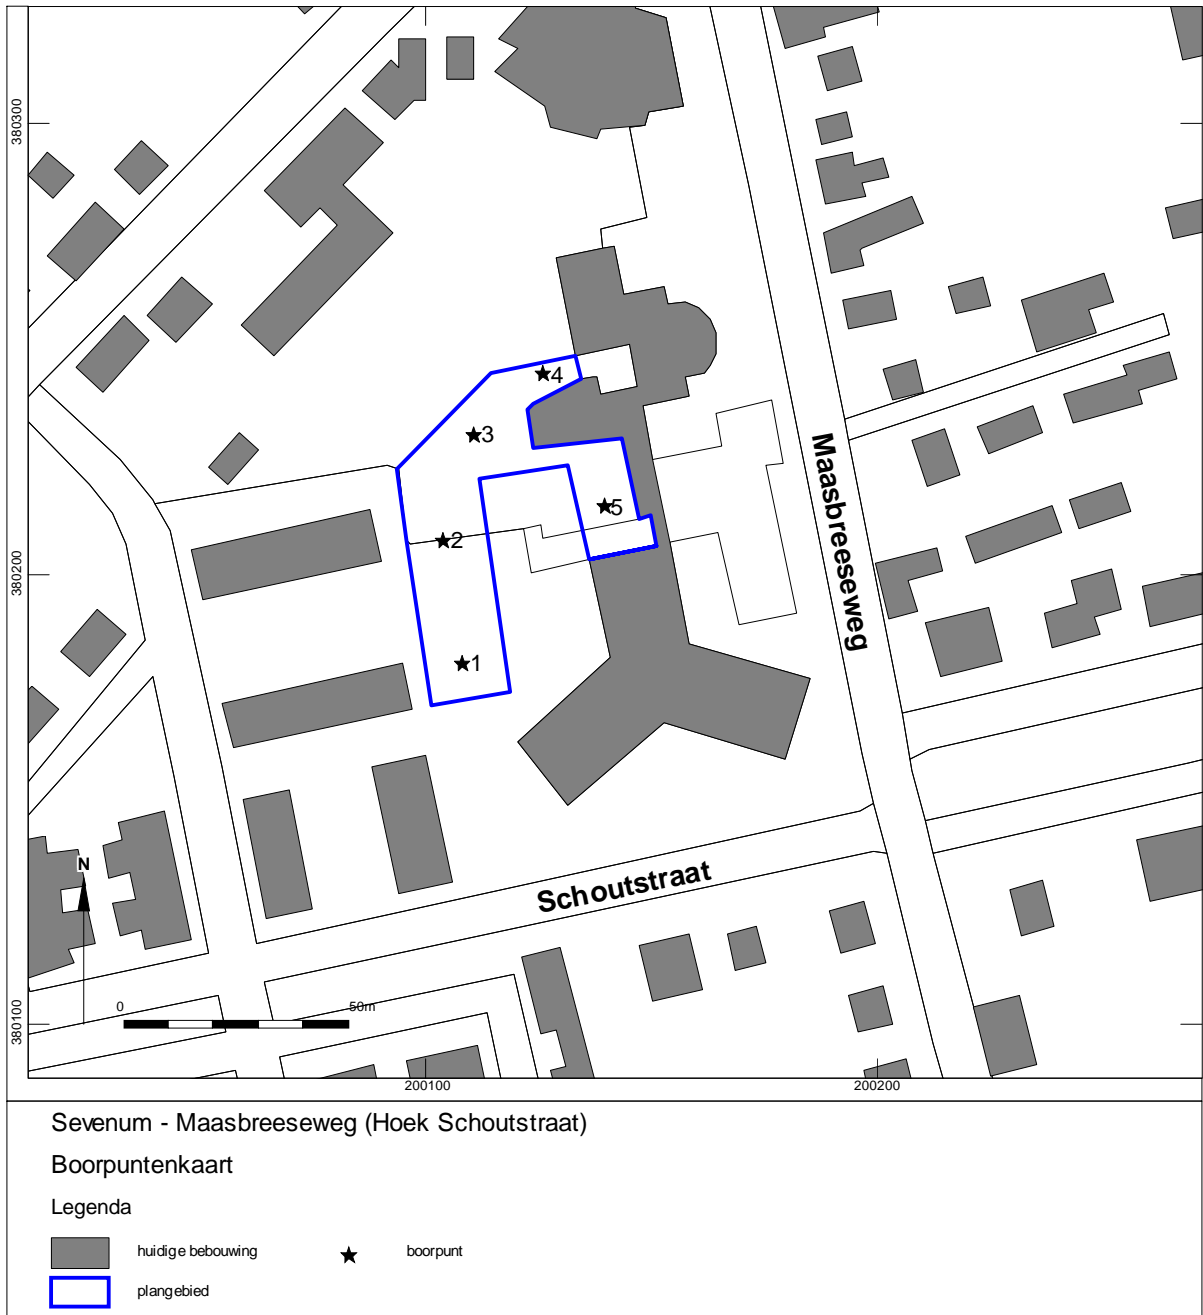 380300
4
3
Maasbreeseweg
5
2
380200
1
N
Schoutstraat
0
50m
380100
200100
200200
Sevenum - Maasbreeseweg (Hoek Schoutstraat)
Boorpuntenkaart
Legenda
huidige bebouwing
boorpunt
plangebied